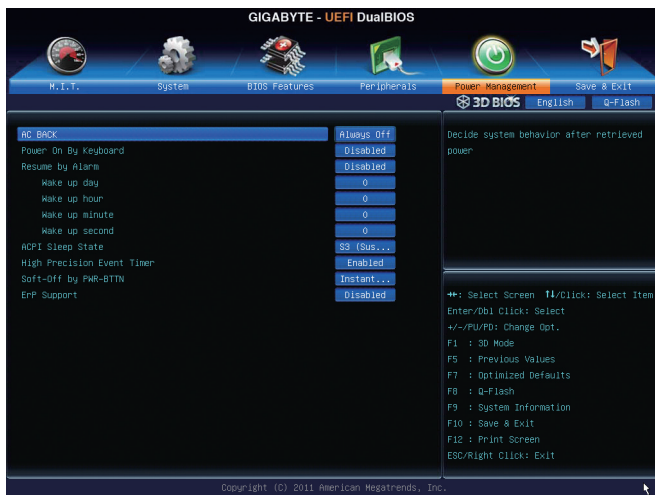 GIGABYTE - UEFI DualBIOS
M.I.T. System BIOS Features Peripherals Power Management Save & Exit
3D BIOS English Q-Flash
AC BACK Always Off
Power On By Keyboard Disabled
Resume by Alarm Disabled
Wake up day 0
Wake up hour 0
Wake up minute 0
Wake up second 0
ACPI Sleep State S3 (Sus...
High Precision Event Timer Enabled
Soft-Off by PWR-BTTN Instant...
ErP Support Disabled
Decide system behavior after retrieved
power
→←: Select Screen ↑↓/Click: Select Item
Enter/Dbl Click: Select
+/-/PU/PD: Change Opt.
F1 : 3D Mode
F5 : Previous Values
F7 : Optimized Defaults
F8 : Q-Flash
F9 : System Information
F10 : Save & Exit
F12 : Print Screen
ESC/Right Click: Exit
Copyright (C) 2011 American Megatrends, Inc.